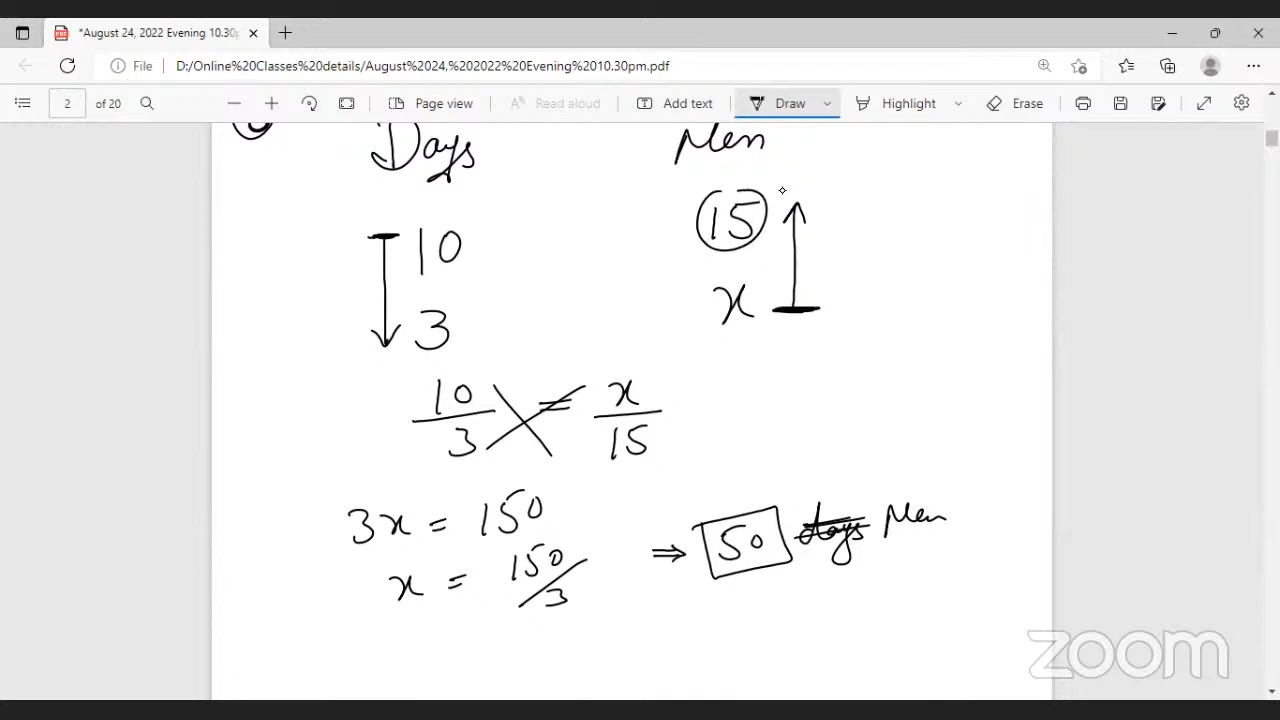 *August 24, 2022 Evening 10.30p
File D:/Online%20Classes%20details/August%2024,%202022%20Evening%2010.30pm.pdf
2 of 20 Page view Read aloud Add text Draw Highlight Erase
Days Men
10 15
3 x
10/3 = x/15
3x = 150
x = 150/3 ⇒ 50 days Men
zoom